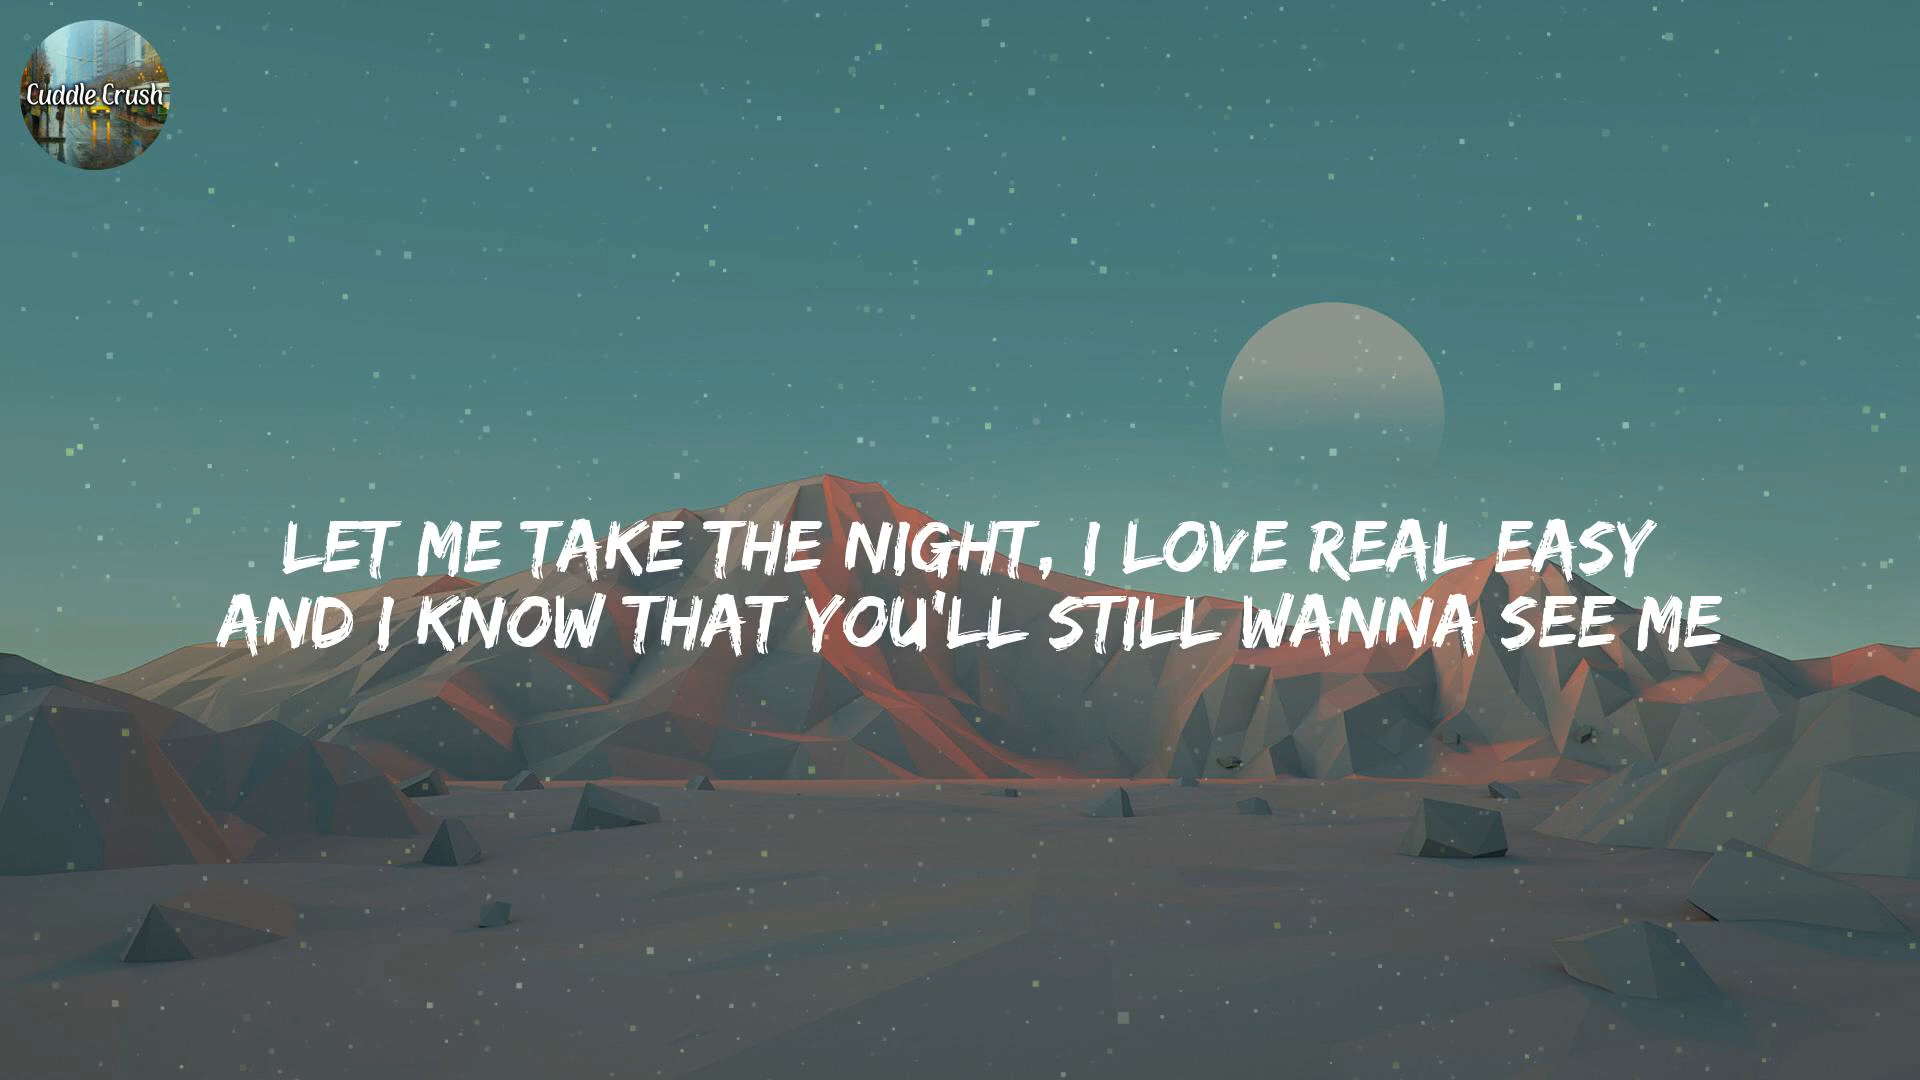 Cuddle Crush
LET ME TAKE THE NIGHT, I LOVE REAL EASY
AND I KNOW THAT YOU'LL STILL WANNA SEE ME